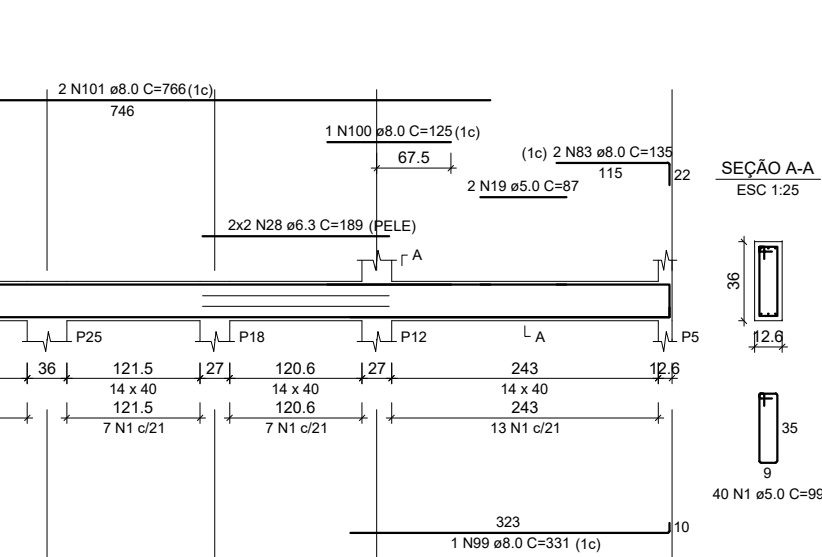 2 N101 ø8.0 C=766 (1c)
746
1 N100 ø8.0 C=125 (1c)
67.5
(1c) 2 N83 ø8.0 C=135
115
22
2 N19 ø5.0 C=87
2x2 N28 ø6.3 C=189 (PELE)
SEÇÃO A-A
ESC 1:25
A
36
12.6
P25
P18
P12
A
P5
36
121.5
27
120.6
27
243
12.6
14 x 40
14 x 40
14 x 40
121.5
120.6
243
7 N1 c/21
7 N1 c/21
13 N1 c/21
35
9
40 N1 ø5.0 C=99
323
10
1 N99 ø8.0 C=331 (1c)